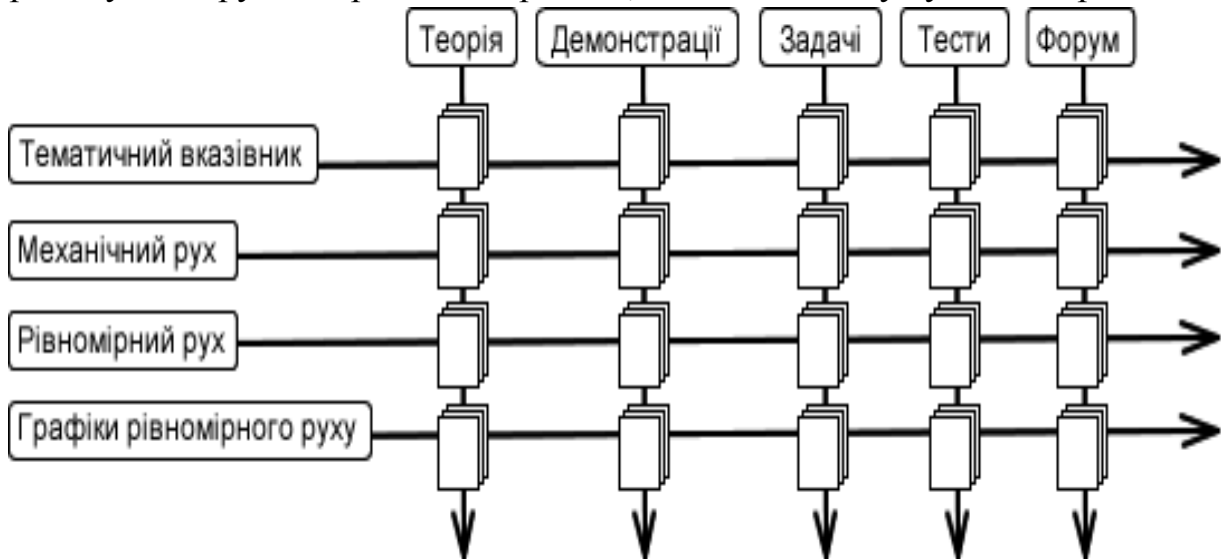 Теорія Демонстрації Задачі Тести Форум
Тематичний вказівник
Механічний рух
Рівномірний рух
Графіки рівномірного руху